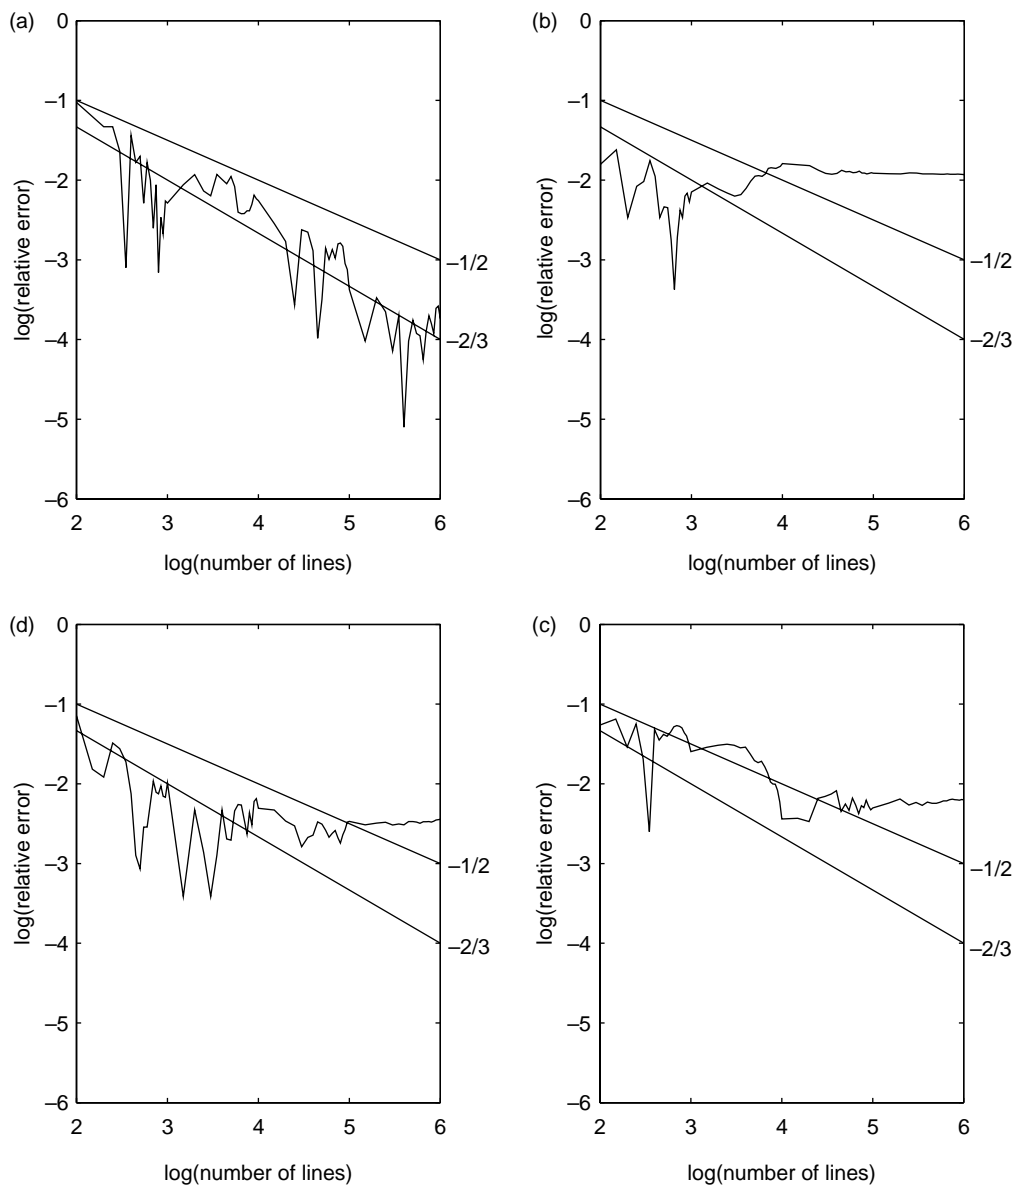 (a)
0
–1
–2
–3
–4
–5
–6
log(relative error)
2 3 4 5 6
log(number of lines)
–1/2
–2/3
(b)
0
–1
–2
–3
–4
–5
–6
log(relative error)
2 3 4 5 6
log(number of lines)
–1/2
–2/3
(d)
0
–1
–2
–3
–4
–5
–6
log(relative error)
2 3 4 5 6
log(number of lines)
–1/2
–2/3
(c)
0
–1
–2
–3
–4
–5
–6
log(relative error)
2 3 4 5 6
log(number of lines)
–1/2
–2/3